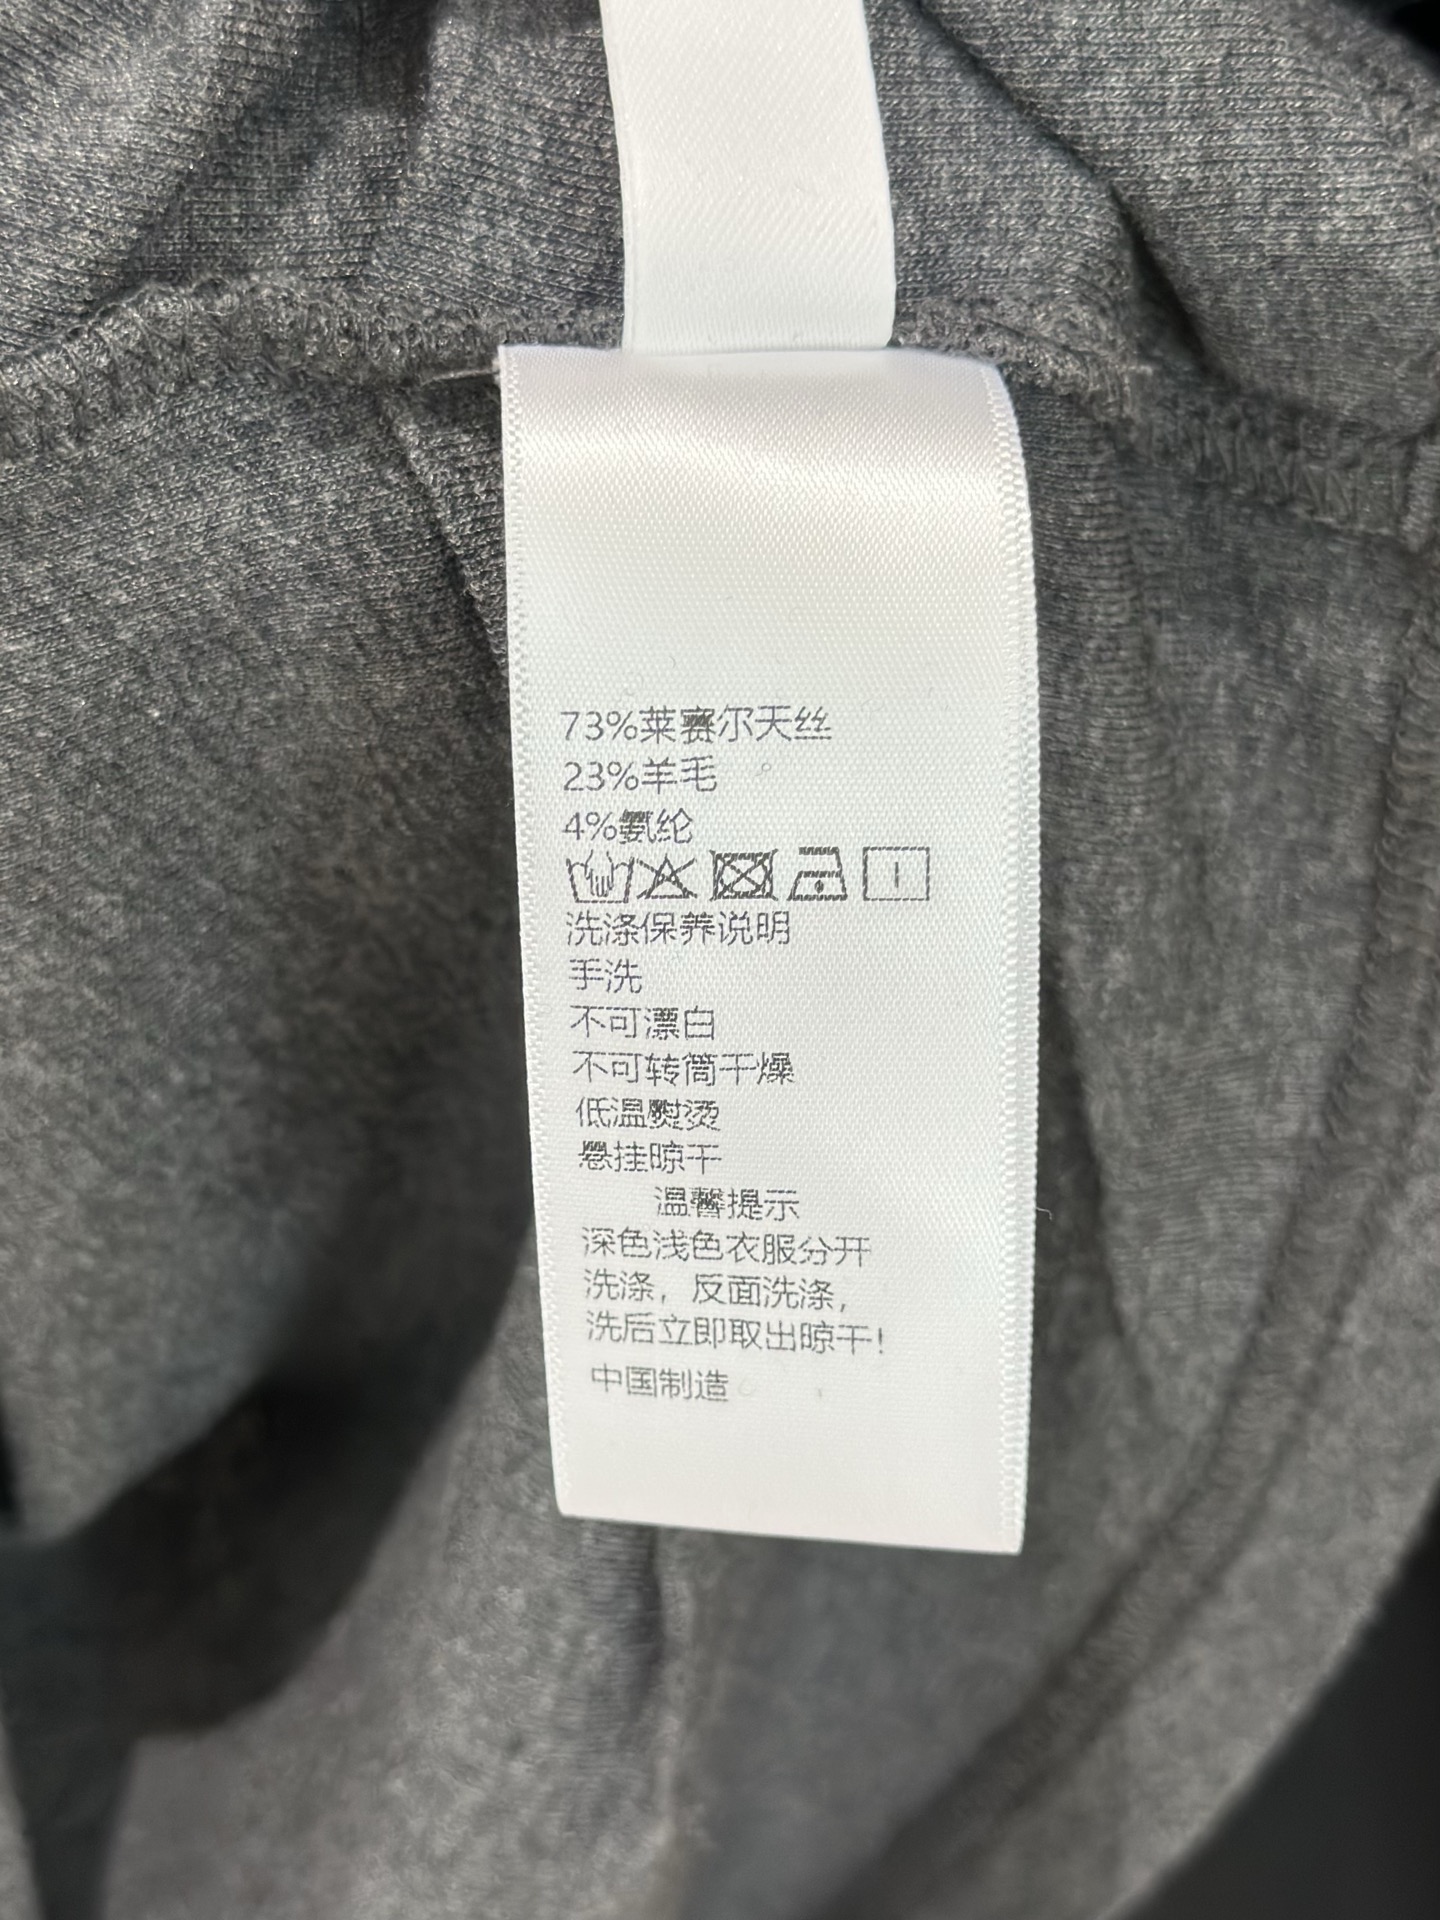 73%莱赛尔天丝
23%羊毛
4%氨纶
洗涤保养说明
手洗
不可漂白
不可转筒干燥
低温熨烫
悬挂晾干
温馨提示
深色浅色衣服分开
洗涤，反面洗涤，
洗后立即取出晾干！
中国制造